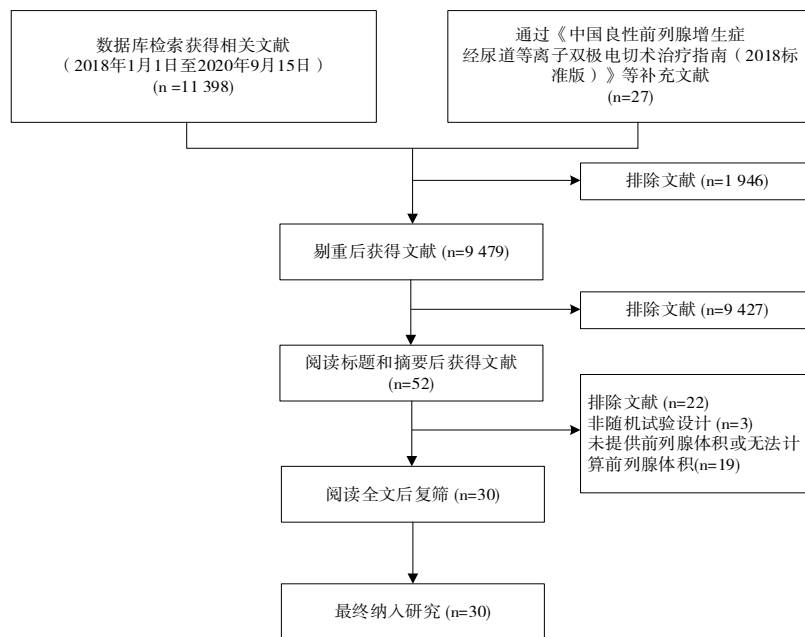 数据库检索获得相关文献
（2018年1月1日至2020年9月15日）
(n =11 398)
通过《中国良性前列腺增生症
经尿道等离子双极电切术治疗指南（2018标
准版）》等补充文献
(n=27)
排除文献 (n=1 946)
剔重后获得文献 (n=9 479)
排除文献 (n=9 427)
阅读标题和摘要后获得文献
(n=52)
排除文献 (n=22)
非随机试验设计 (n=3)
未提供前列腺体积或无法计
算前列腺体积(n=19)
阅读全文后复筛 (n=30)
最终纳入研究 (n=30)